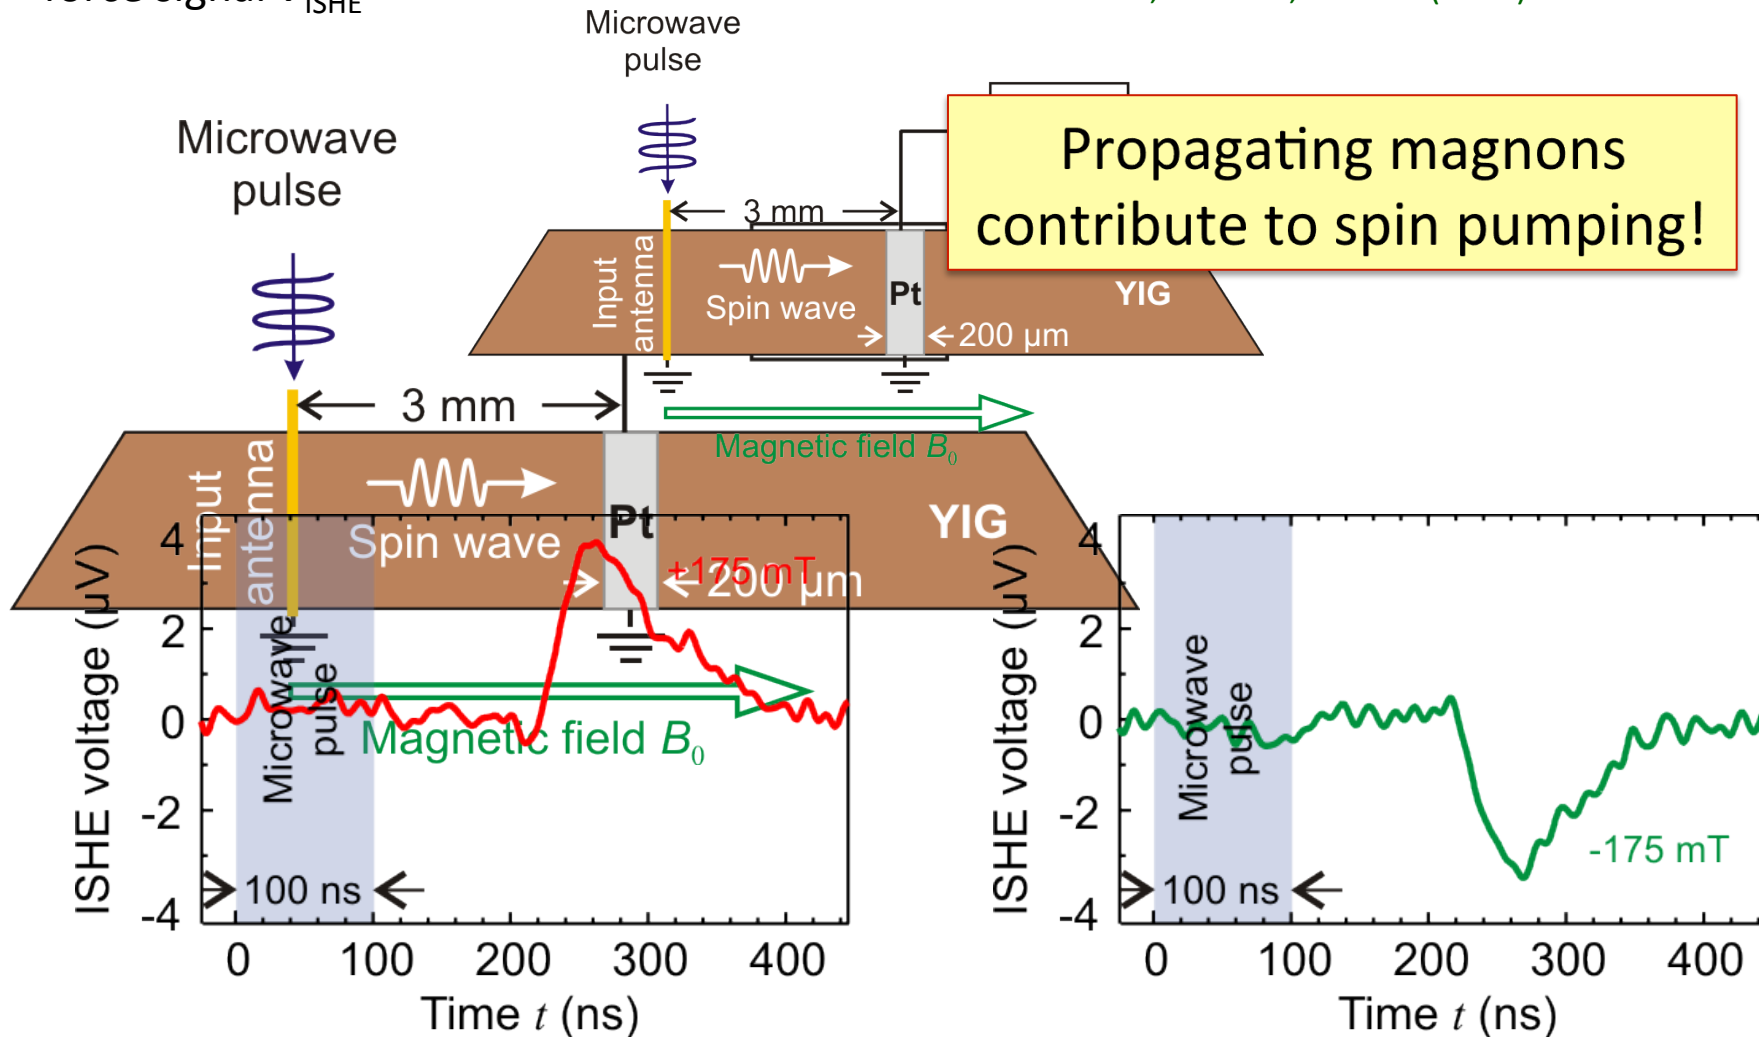 V ISHE
Microwave
pulse
Propagating magnons
contribute to spin pumping!
3 mm
Input
antenna
Spin wave
Pt
YIG
200 μm
Magnetic field B0
Microwave
pulse
3 mm
Input
antenna
Spin wave
Pt
YIG
200 μm
Magnetic field B0
ISHE voltage (μV)
4
2
0
-2
-4
+175 mT
Microwave
pulse
100 ns
0 100 200 300 400
Time t (ns)
ISHE voltage (μV)
4
2
0
-2
-4
Microwave
pulse
-175 mT
100 ns
0 100 200 300 400
Time t (ns)